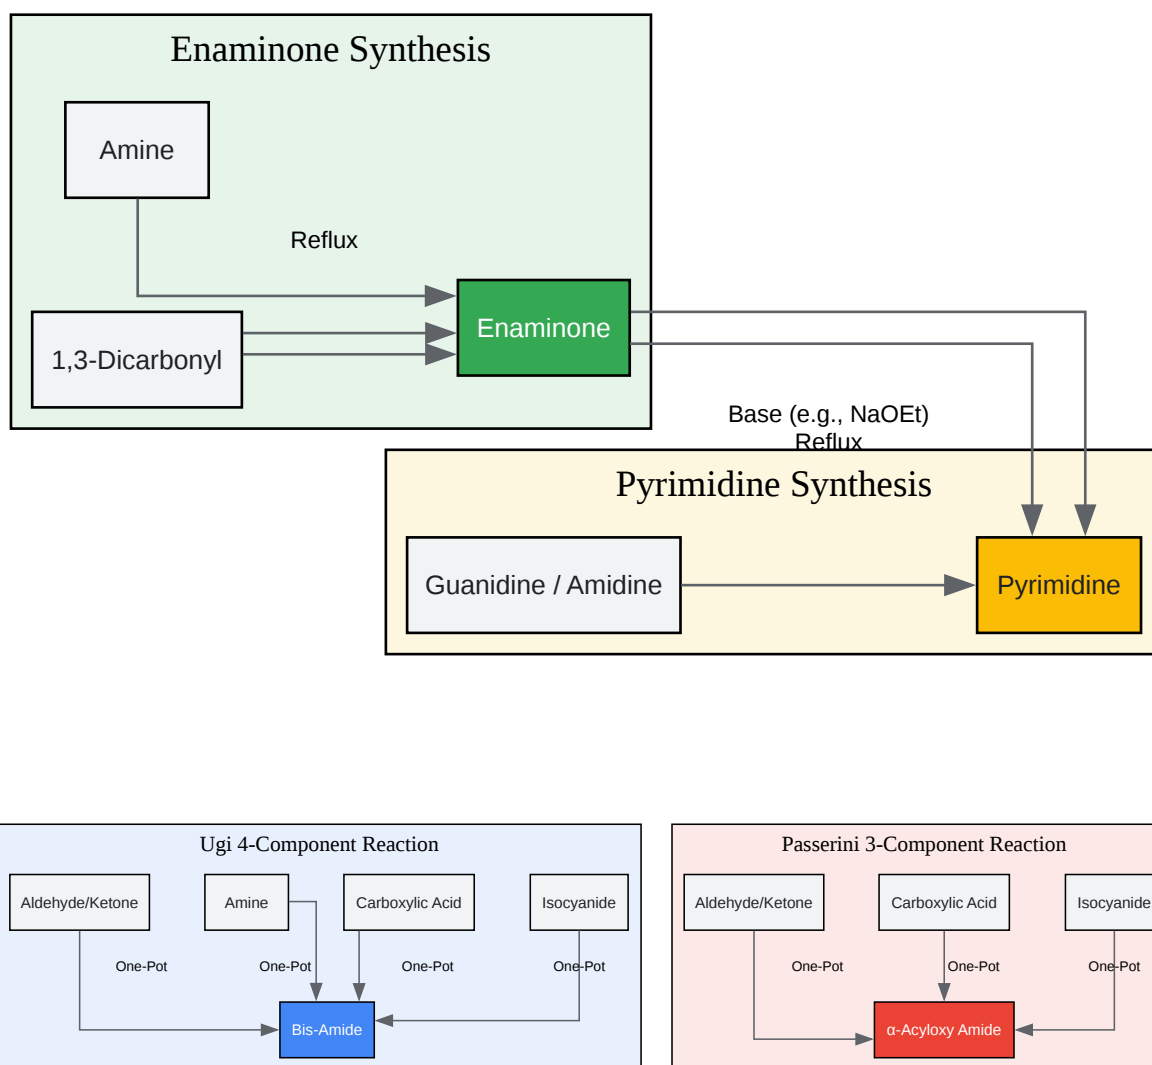 Enaminone Synthesis
Amine
Reflux
Enaminone
1,3-Dicarbonyl
Base (e.g., NaOEt)
Reflux
Pyrimidine Synthesis
Guanidine / Amidine
Pyrimidine
Ugi 4-Component Reaction
Aldehyde/Ketone
Amine
Carboxylic Acid
Isocyanide
One-Pot
One-Pot
One-Pot
One-Pot
Bis-Amide
Passerini 3-Component Reaction
Aldehyde/Ketone
Carboxylic Acid
Isocyanide
One-Pot
One-Pot
One-Pot
α-Acyloxy Amide